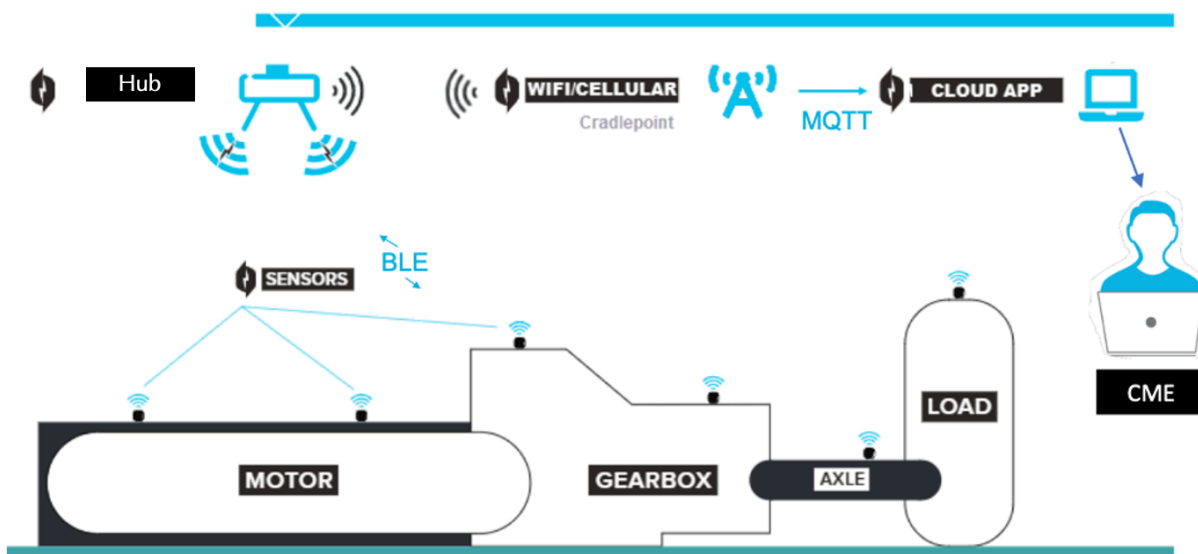 Hub
WIFI/CELLULAR
Cradlepoint
MQTT
CLOUD APP
BLE
SENSORS
LOAD
CME
MOTOR
GEARBOX
AXLE